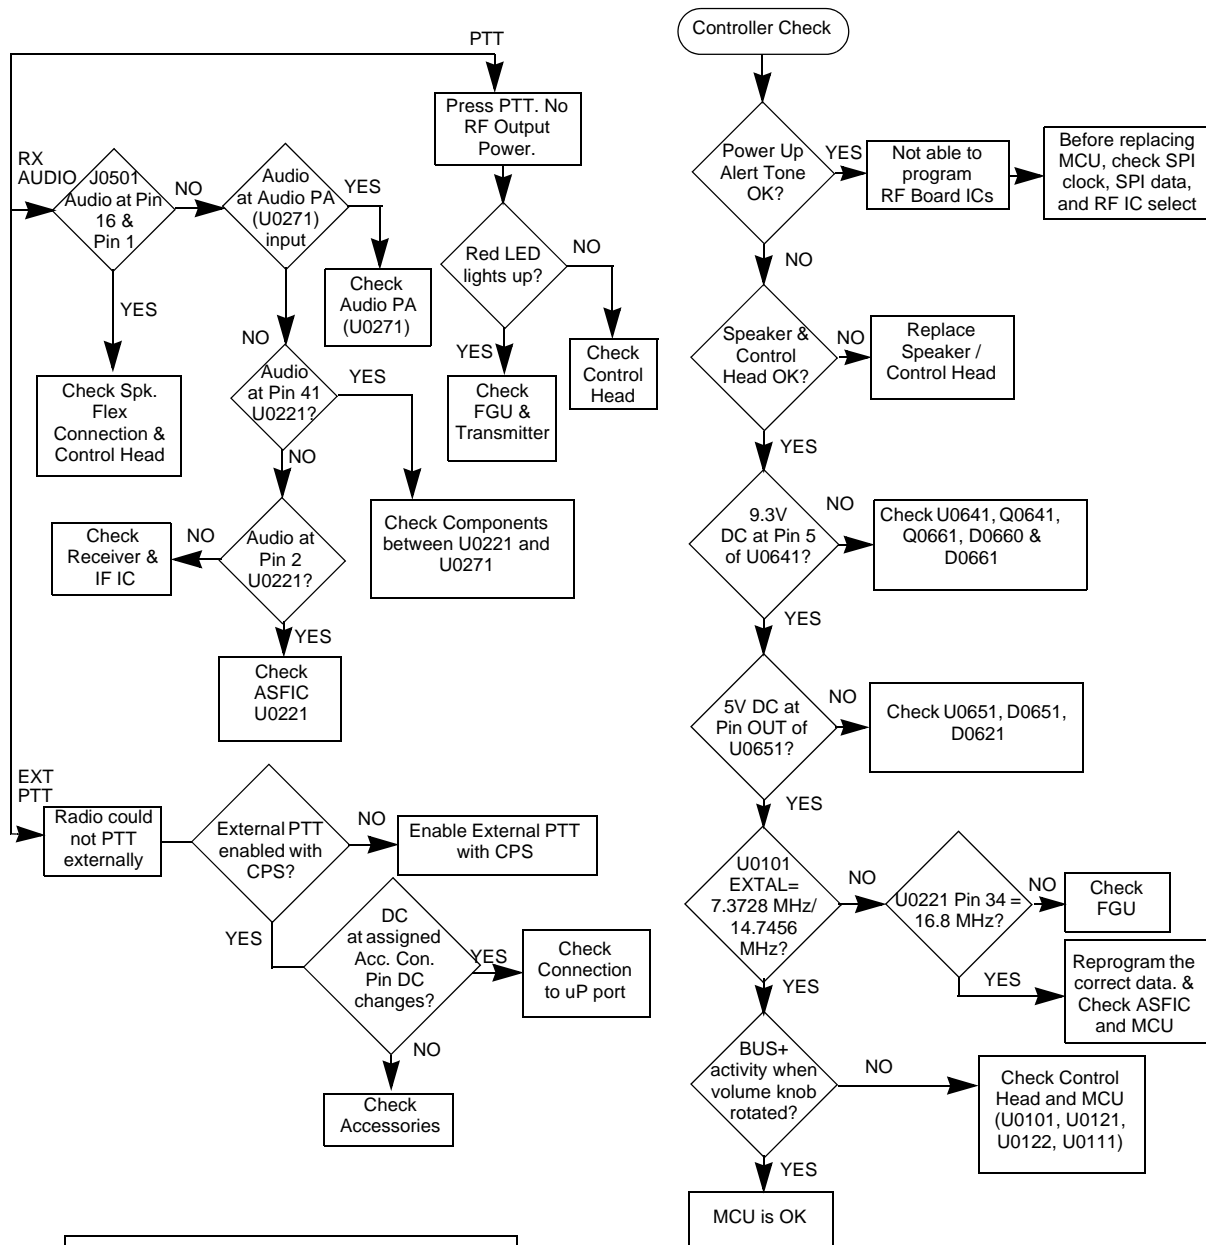 PTT
Press PTT. No
RF Output
Power.
RX
AUDIO
J0501
Audio at Pin
16 &
Pin 1
NO
Audio
at Audio PA
(U0271)
input
YES
Check
Audio PA
(U0271)
YES
Check Spk.
Flex
Connection &
Control Head
NO
Audio
at Pin 41
U0221?
YES
Check Components
between U0221 and
U0271
NO
Audio at
Pin 2
U0221?
NO
Check
Receiver &
IF IC
YES
Check
ASFIC
U0221
Red LED
lights up?
NO
Check
Control
Head
YES
Check
FGU &
Transmitter
EXT
PTT
Radio could
not PTT
externally
External PTT
enabled with
CPS?
NO
Enable External PTT
with CPS
YES
DC
at assigned
Acc. Con.
Pin DC
changes?
YES
Check
Connection
to uP port
NO
Check
Accessories
Controller Check
Power Up
Alert Tone
OK?
YES
Not able to
program
RF Board ICs
Before replacing
MCU, check SPI
clock, SPI data,
and RF IC select
NO
Speaker &
Control
Head OK?
NO
Replace
Speaker /
Control Head
YES
9.3V
DC at Pin 5
of U0641?
NO
Check U0641, Q0641,
Q0661, D0660 &
D0661
YES
5V DC at
Pin OUT of
U0651?
NO
Check U0651, D0651,
D0621
YES
U0101
EXTAL=
7.3728 MHz/
14.7456
MHz?
NO
U0221 Pin 34 =
16.8 MHz?
NO
Check
FGU
YES
Reprogram the
correct data. &
Check ASFIC
and MCU
YES
BUS+
activity when
volume knob
rotated?
NO
Check Control
Head and MCU
(U0101, U0121,
U0122, U0111)
YES
MCU is OK